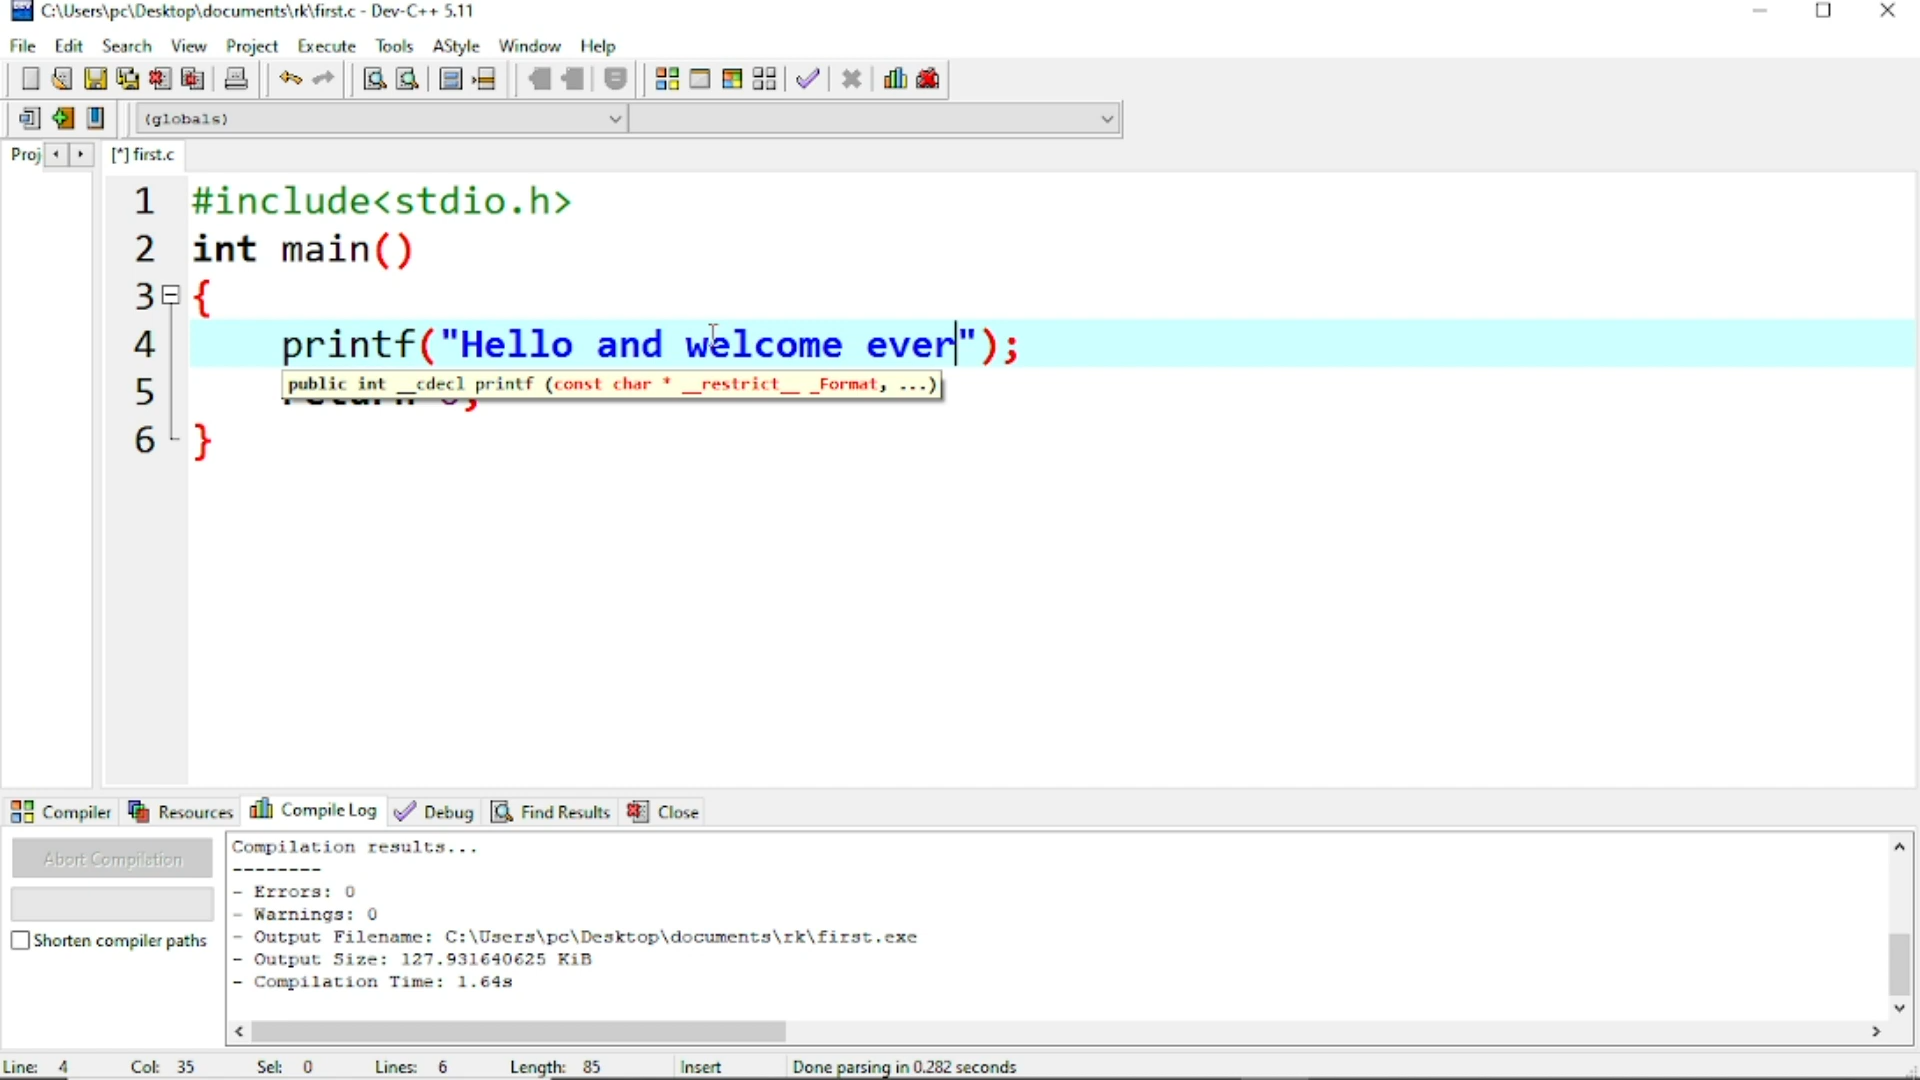 C:\Users\pc\Desktop\documents\rk\first.c - Dev-C++ 5.11
File Edit Search View Project Execute Tools AStyle Window Help
(globals)
Proj [*] first.c
1 #include<stdio.h>
2 int main()
3 {
4 printf("Hello and welcome ever");
public int __cdecl printf (const char * __restrict__ _Format, ...)
5
6 }
Compiler Resources Compile Log Debug Find Results Close
Abort Compilation
Shorten compiler paths
Compilation results...
--------
- Errors: 0
- Warnings: 0
- Output Filename: C:\Users\pc\Desktop\documents\rk\first.exe
- Output Size: 127.931640625 KiB
- Compilation Time: 1.64s
Line: 4 Col: 35 Sel: 0 Lines: 6 Length: 85 Insert Done parsing in 0.282 seconds